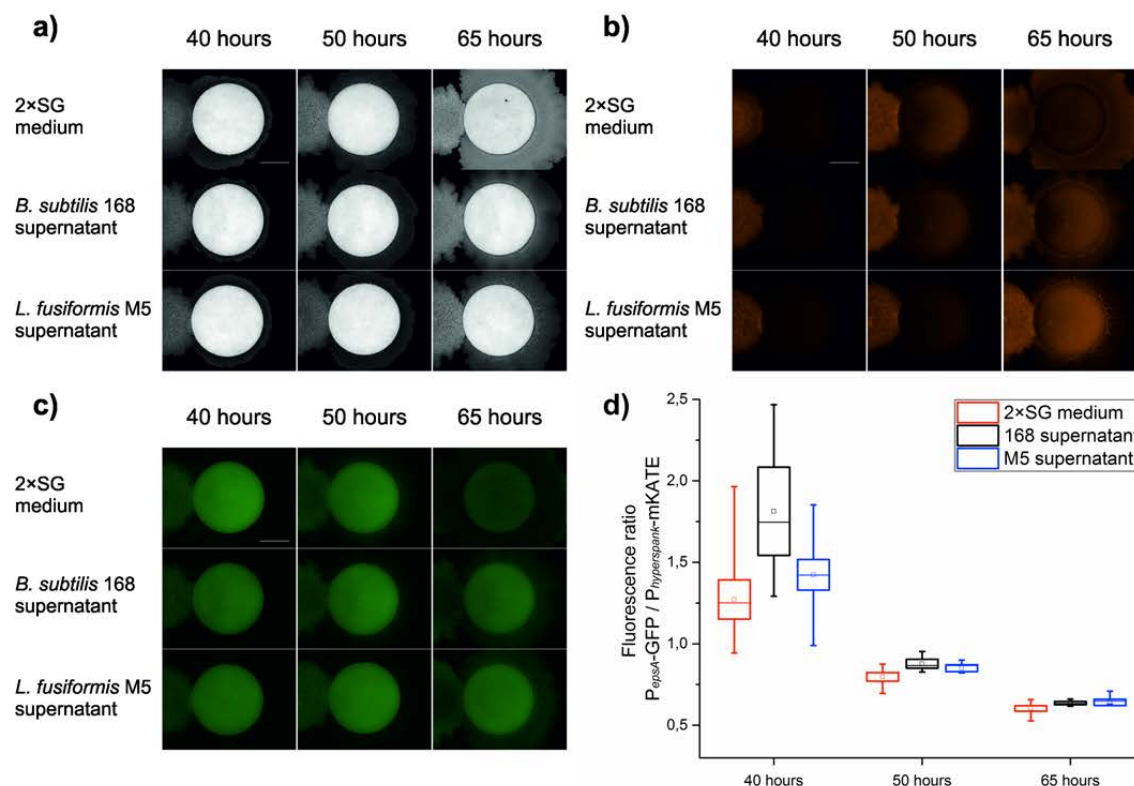 a)
40 hours 50 hours 65 hours
2×SG
medium
B. subtilis 168
supernatant
L. fusiformis M5
supernatant
b)
40 hours 50 hours 65 hours
2×SG
medium
B. subtilis 168
supernatant
L. fusiformis M5
supernatant
c)
40 hours 50 hours 65 hours
2×SG
medium
B. subtilis 168
supernatant
L. fusiformis M5
supernatant
d)
Fluorescence ratio
PepsA-GFP / Phyperspank-mKATE
2,5
2,0
1,5
1,0
0,5
2×SG medium
168 supernatant
M5 supernatant
40 hours 50 hours 65 hours